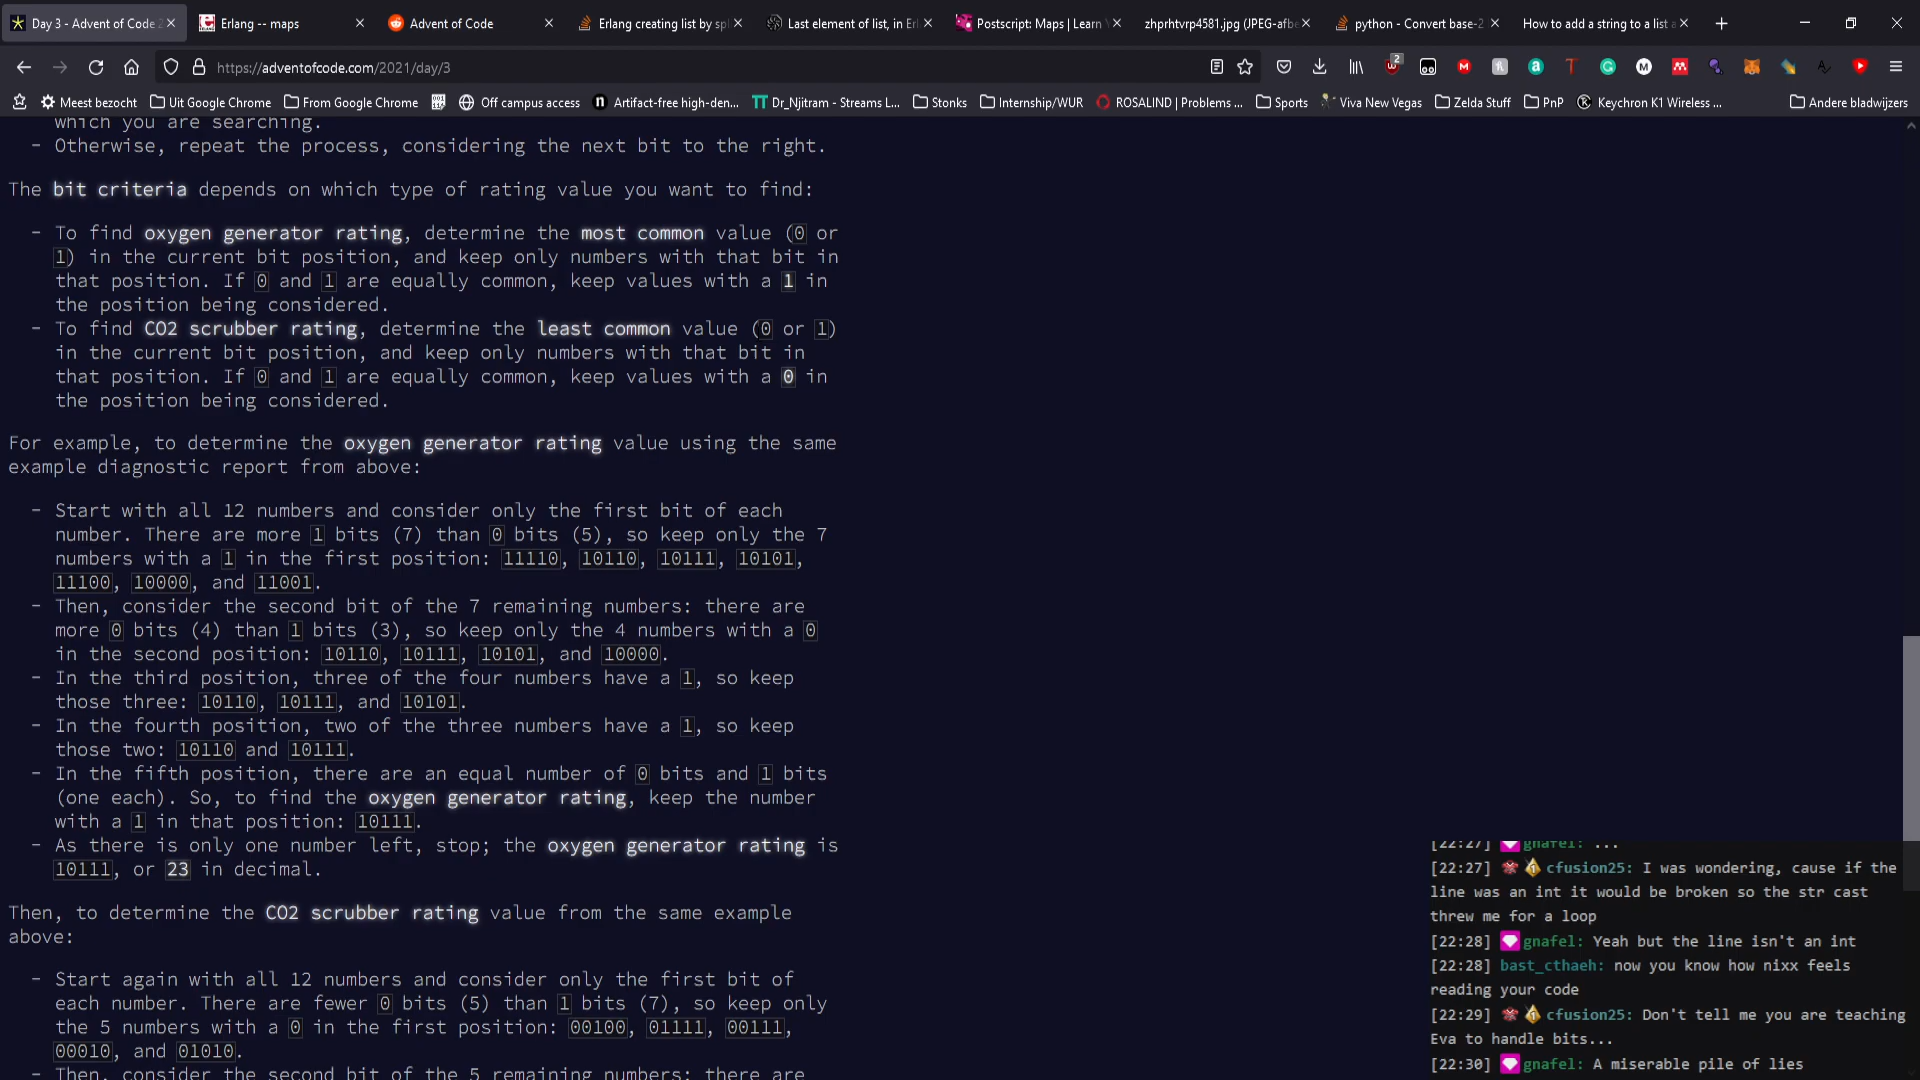 Day 3 - Advent of Code 2
Erlang -- maps
Advent of Code
Erlang creating list by sp
Last element of list, in Er
Postscript: Maps | Learn
zhprhtvrp4581.jpg (JPEG-afbe
python - Convert base-2
How to add a string to a list a
https://adventofcode.com/2021/day/3
2
Meest bezocht
Uit Google Chrome
From Google Chrome
Off campus access
Artifact-free high-den...
Dr_Njitram - Streams L...
Stonks
Internship/WUR
ROSALIND | Problems ...
Sports
Viva New Vegas
Zelda Stuff
PnP
Keychron K1 Wireless ...
Andere bladwijzers
which you are searching.
- Otherwise, repeat the process, considering the next bit to the right.
The bit criteria depends on which type of rating value you want to find:
- To find oxygen generator rating, determine the most common value (0 or
1) in the current bit position, and keep only numbers with that bit in
that position. If 0 and 1 are equally common, keep values with a 1 in
the position being considered.
- To find CO2 scrubber rating, determine the least common value (0 or 1)
in the current bit position, and keep only numbers with that bit in
that position. If 0 and 1 are equally common, keep values with a 0 in
the position being considered.
For example, to determine the oxygen generator rating value using the same
example diagnostic report from above:
- Start with all 12 numbers and consider only the first bit of each
number. There are more 1 bits (7) than 0 bits (5), so keep only the 7
numbers with a 1 in the first position: 11110, 10110, 10111, 10101,
11100, 10000, and 11001.
- Then, consider the second bit of the 7 remaining numbers: there are
more 0 bits (4) than 1 bits (3), so keep only the 4 numbers with a 0
in the second position: 10110, 10111, 10101, and 10000.
- In the third position, three of the four numbers have a 1, so keep
those three: 10110, 10111, and 10101.
- In the fourth position, two of the three numbers have a 1, so keep
those two: 10110 and 10111.
- In the fifth position, there are an equal number of 0 bits and 1 bits
(one each). So, to find the oxygen generator rating, keep the number
with a 1 in that position: 10111.
- As there is only one number left, stop; the oxygen generator rating is
10111, or 23 in decimal.
Then, to determine the CO2 scrubber rating value from the same example
above:
- Start again with all 12 numbers and consider only the first bit of
each number. There are fewer 0 bits (5) than 1 bits (7), so keep only
the 5 numbers with a 0 in the first position: 00100, 01111, 00111,
00010, and 01010.
- Then, consider the second bit of the 5 remaining numbers: there are
[22:27] gnafel: ...
[22:27] cfusion25: I was wondering, cause if the
line was an int it would be broken so the str cast
threw me for a loop
[22:28] gnafel: Yeah but the line isn't an int
[22:28] bast_cthaeh: now you know how nixx feels
reading your code
[22:29] cfusion25: Don't tell me you are teaching
Eva to handle bits...
[22:30] gnafel: A miserable pile of lies